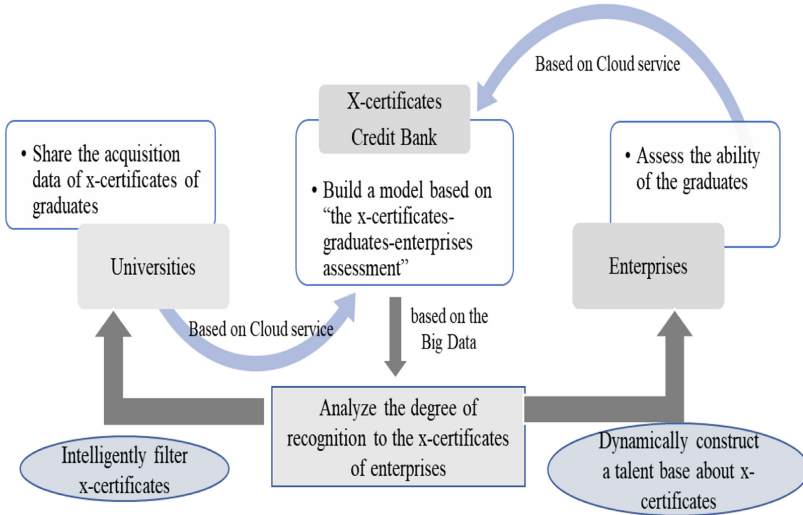 Based on Cloud service
X-certificates
Credit Bank
• Share the acquisition
data of x-certificates of
graduates
Universities
• Build a model based on
“the x-certificates-
graduates-enterprises
assessment”
• Assess the ability
of the graduates
Enterprises
Based on Cloud service
based on the
Big Data
Analyze the degree of
recognition to the x-certificates
of enterprises
Intelligently filter
x-certificates
Dynamically construct
a talent base about x-
certificates